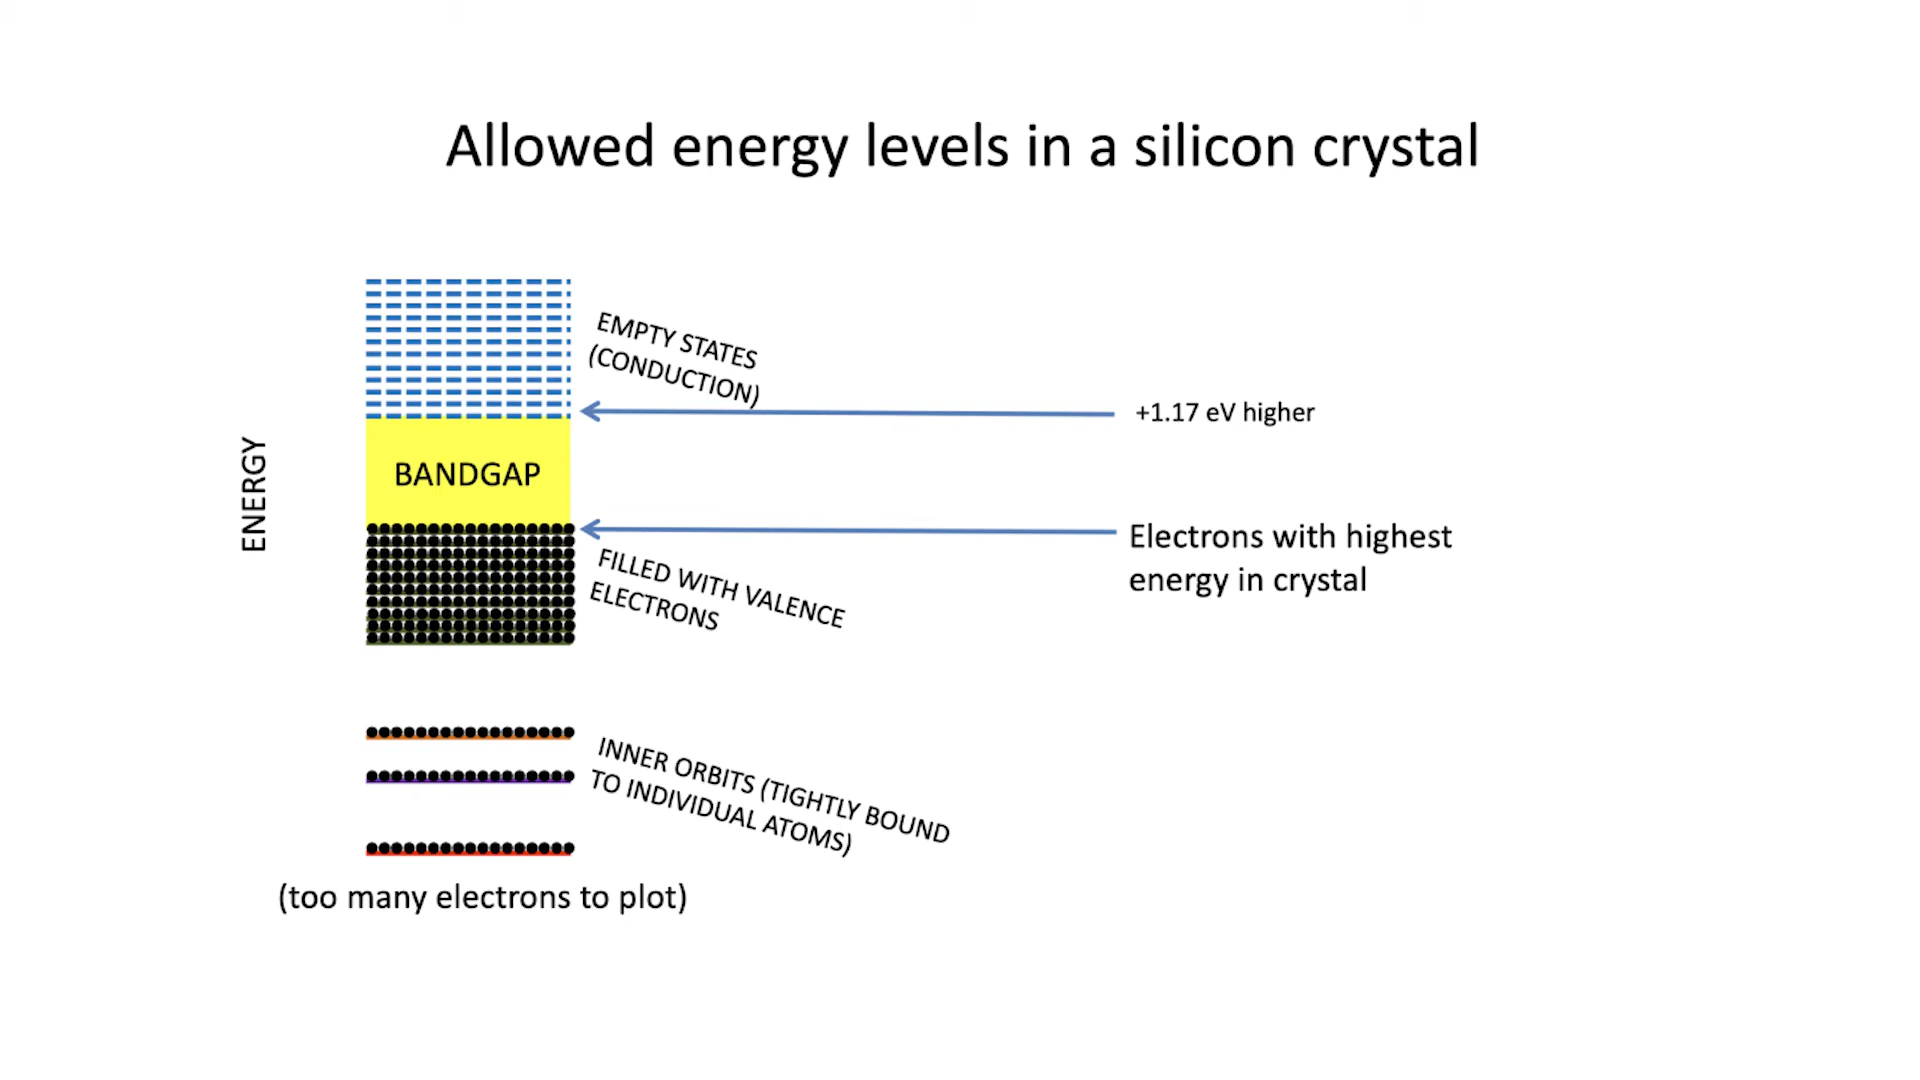 Allowed energy levels in a silicon crystal
EMPTY STATES
(CONDUCTION)
+1.17 eV higher
ENERGY
BANDGAP
Electrons with highest
energy in crystal
FILLED WITH VALENCE
ELECTRONS
INNER ORBITS (TIGHTLY BOUND
TO INDIVIDUAL ATOMS)
(too many electrons to plot)